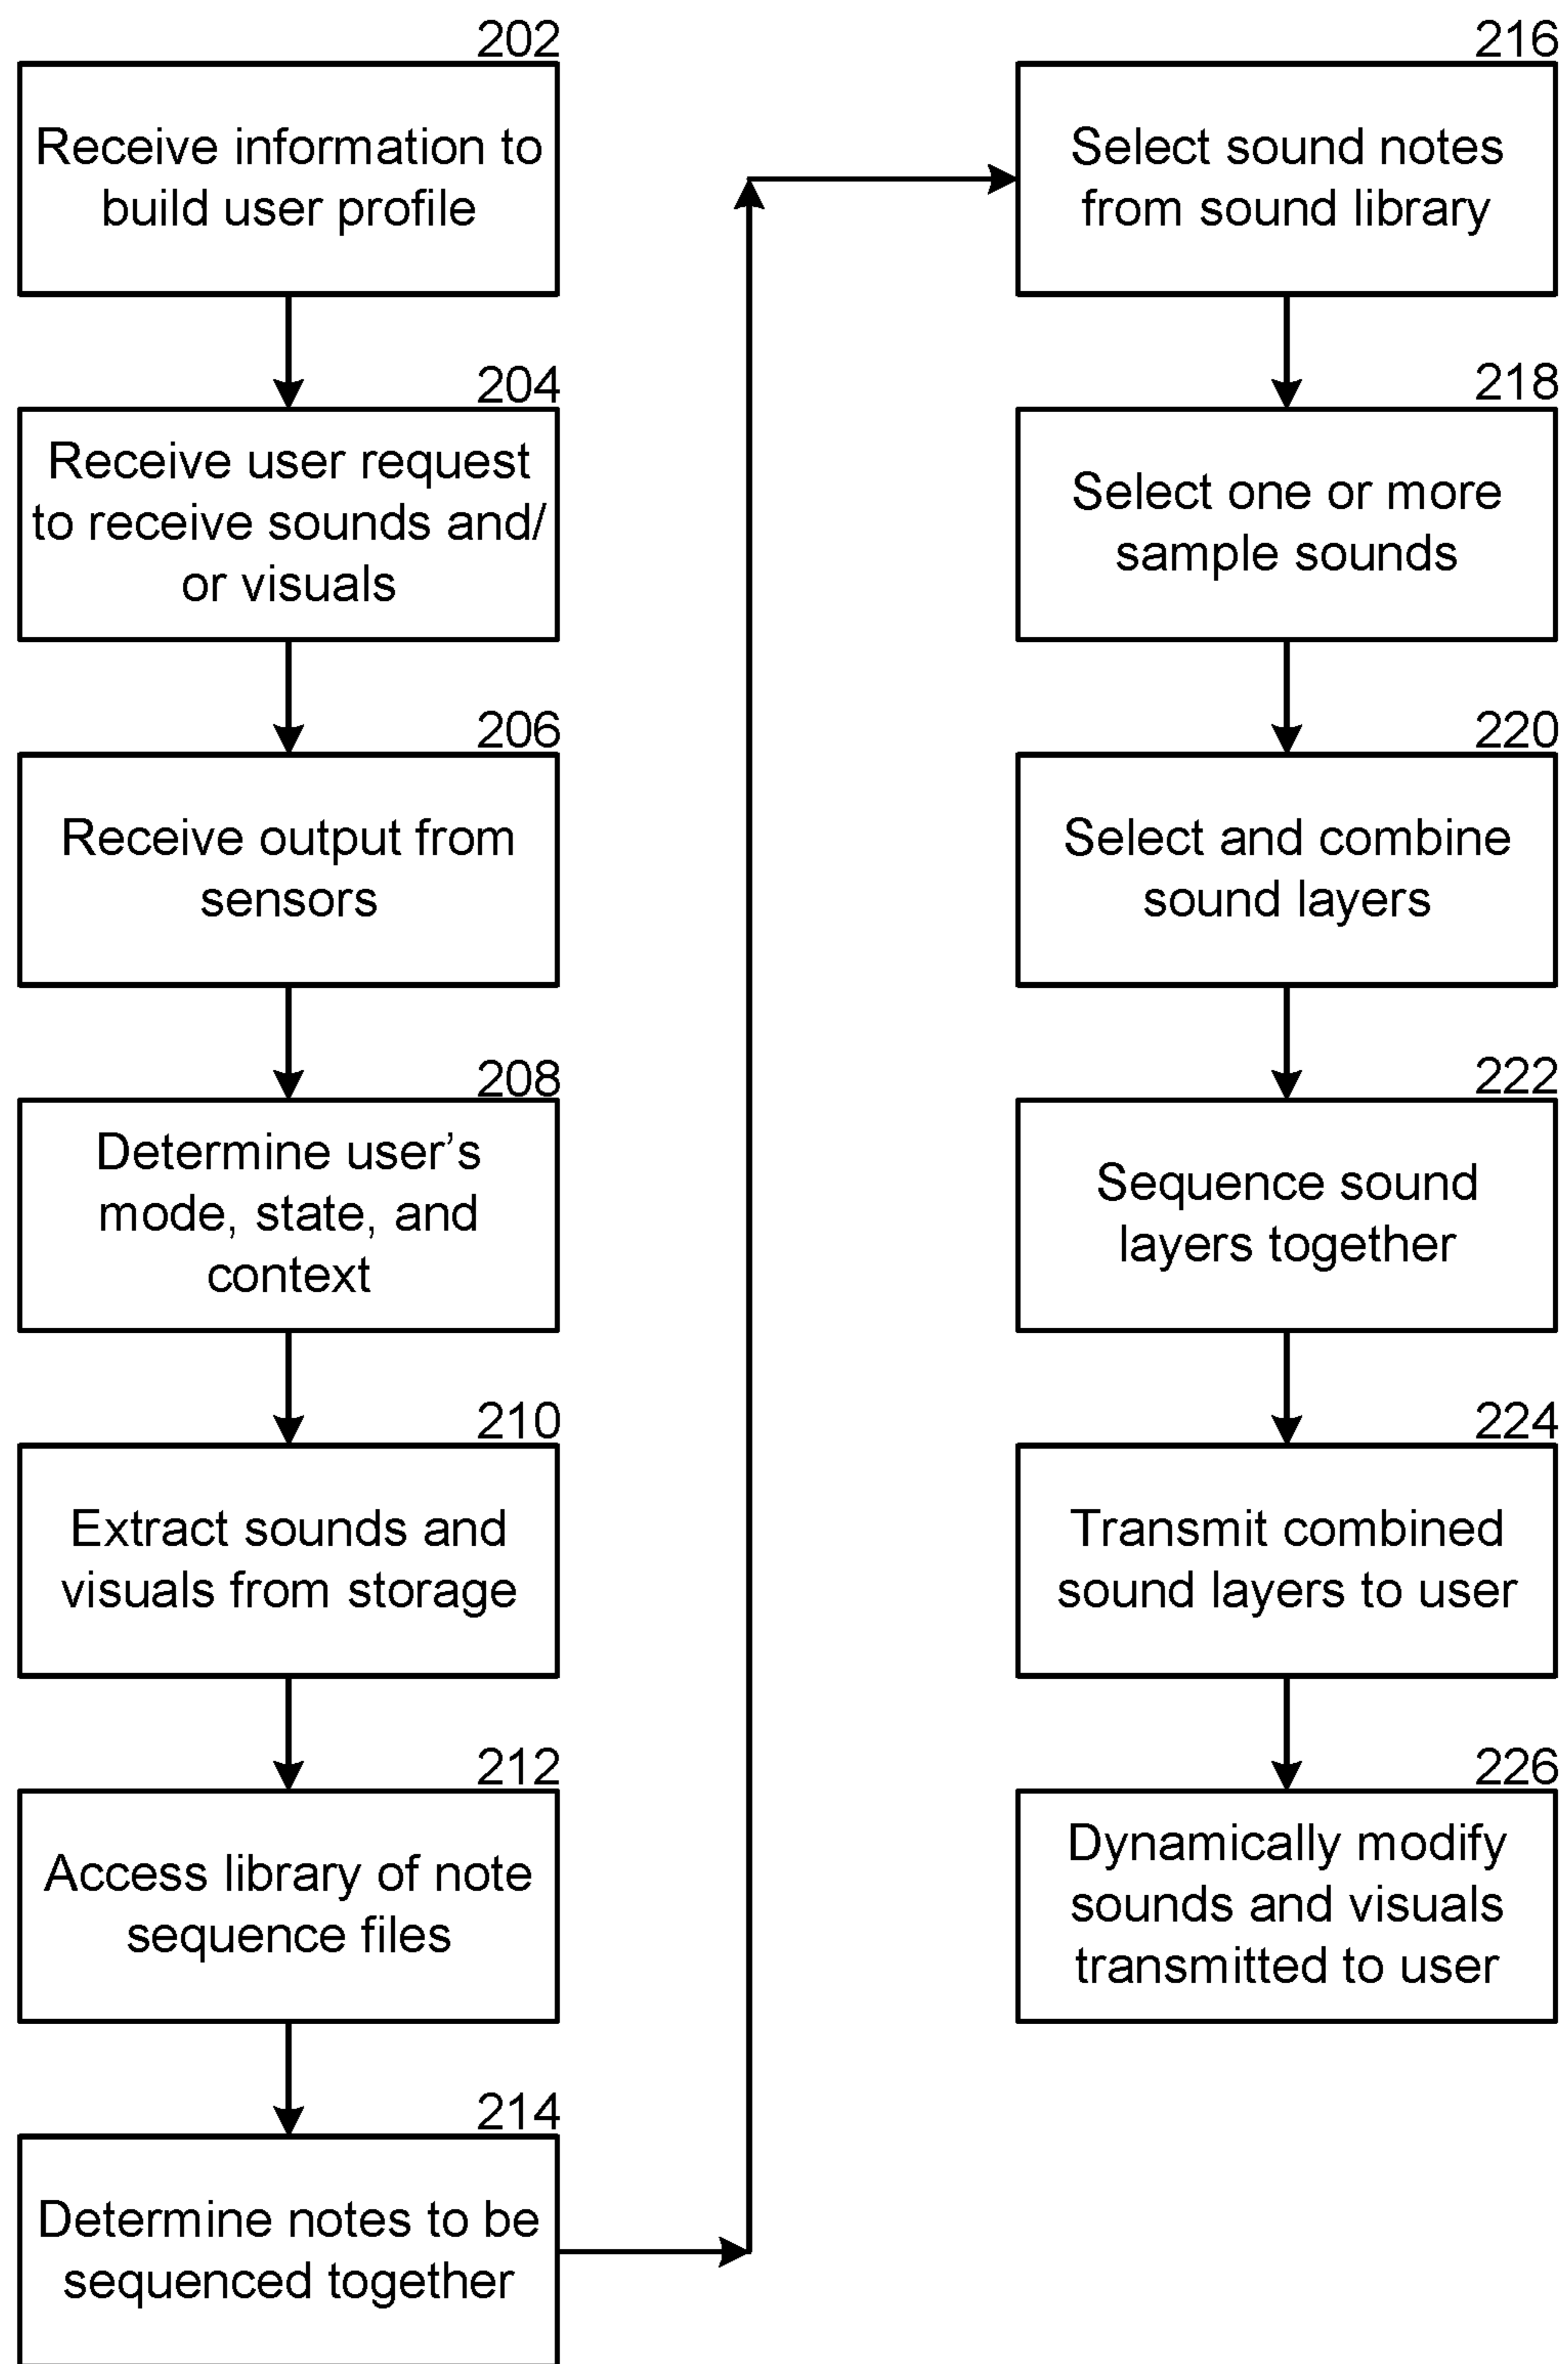 202
Receive information to
build user profile
204
Receive user request
to receive sounds and/
or visuals
206
Receive output from
sensors
208
Determine user’s
mode, state, and
context
210
Extract sounds and
visuals from storage
212
Access library of note
sequence files
214
Determine notes to be
sequenced together
216
Select sound notes
from sound library
218
Select one or more
sample sounds
220
Select and combine
sound layers
222
Sequence sound
layers together
224
Transmit combined
sound layers to user
226
Dynamically modify
sounds and visuals
transmitted to user